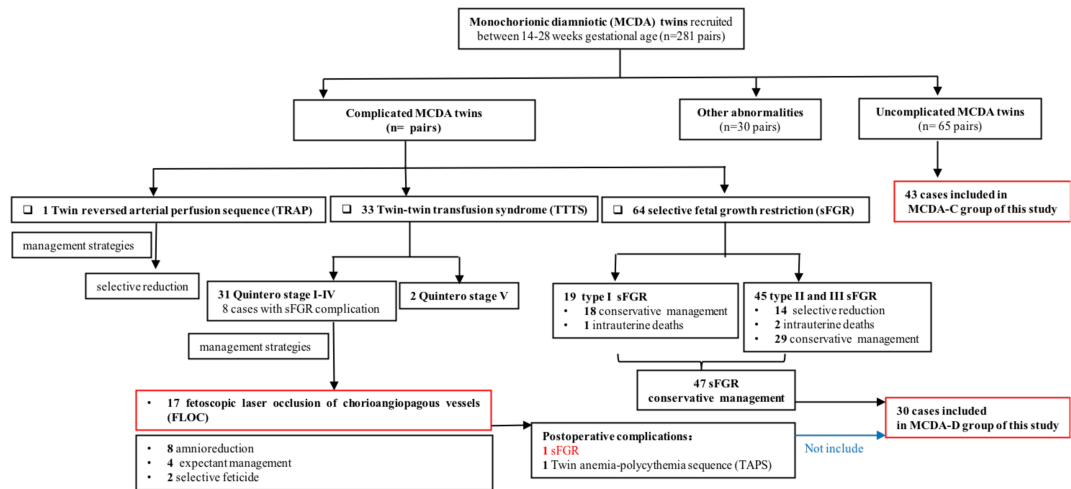 Monochorionic diamniotic (MCDA) twins recruited
between 14-28 weeks gestational age (n=281 pairs)
Complicated MCDA twins
(n= pairs)
Other abnormalities
(n=30 pairs)
Uncomplicated MCDA twins
(n= 65 pairs)
43 cases included in
MCDA-C group of this study
1 Twin reversed arterial perfusion sequence (TRAP)
33 Twin-twin transfusion syndrome (TTTS)
64 selective fetal growth restriction (sFGR)
management strategies
selective reduction
31 Quintero stage I-IV
8 cases with sFGR complication
2 Quintero stage V
19 type I sFGR
• 18 conservative management
• 1 intrauterine deaths
45 type II and III sFGR
• 14 selective reduction
• 2 intrauterine deaths
• 29 conservative management
management strategies
47 sFGR
conservative management
• 17 fetoscopic laser occlusion of chorioangiopagous vessels
(FLOC)
30 cases included
in MCDA-D group of this study
• 8 amnioreduction
• 4 expectant management
• 2 selective feticide
Postoperative complications:
1 sFGR
1 Twin anemia-polycythemia sequence (TAPS)
Not include